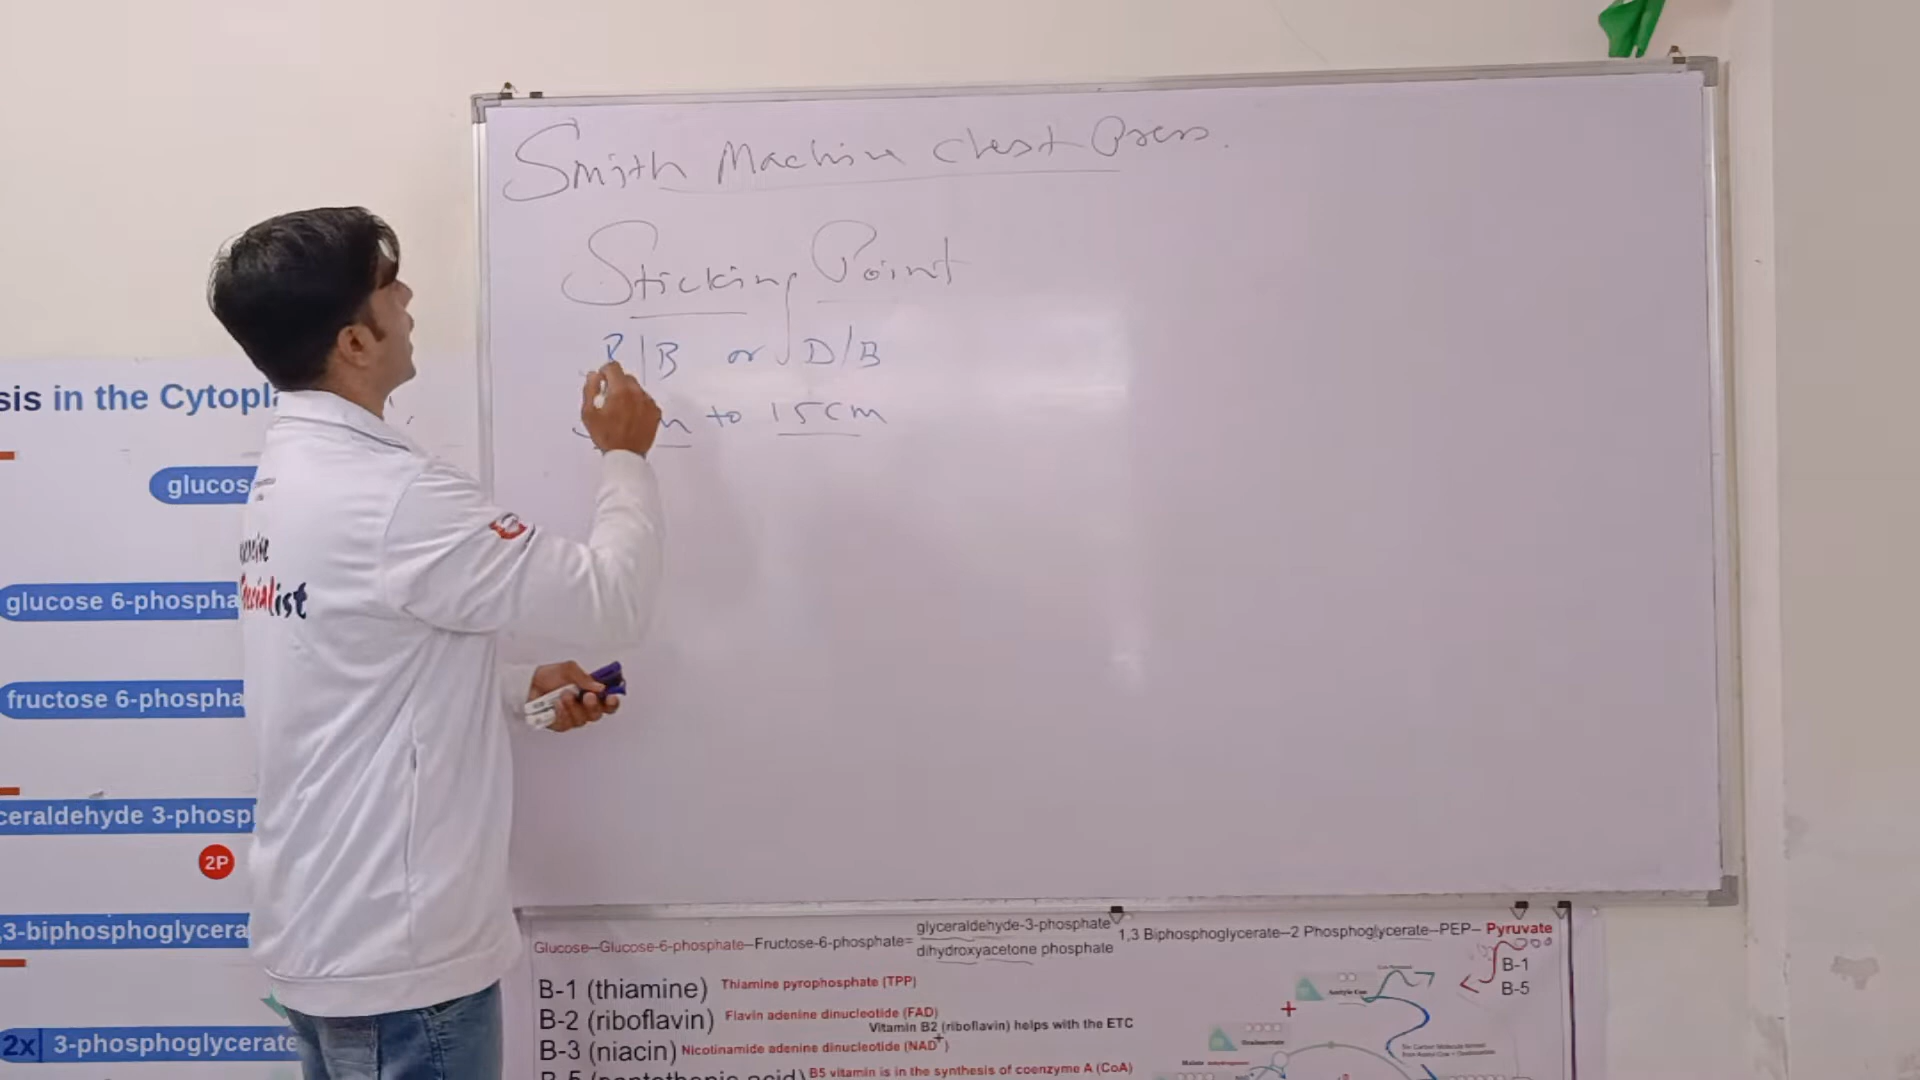 Smith Machine Chest Press.
Sticking Point
B/B or D/B
to 15cm
sis in the Cytopl
glucos
glucose 6-phospha
fructose 6-phospha
ceraldehyde 3-phosph
2P
,3-biphosphoglycera
2x 3-phosphoglycerate
ercise
Specialist
Glucose–Glucose-6-phosphate–Fructose-6-phosphate= glyceraldehyde-3-phosphate
dihydroxyacetone phosphate
1,3 Biphosphoglycerate–2 Phosphoglycerate–PEP– Pyruvate
B-1
B-5
B-1 (thiamine) Thiamine pyrophosphate (TPP)
B-2 (riboflavin) Flavin adenine dinucleotide (FAD)
Vitamin B2 (riboflavin) helps with the ETC
B-3 (niacin) Nicotinamide adenine dinucleotide (NAD+)
B-5 (pantothenic acid) B5 vitamin is in the synthesis of coenzyme A (CoA)
+